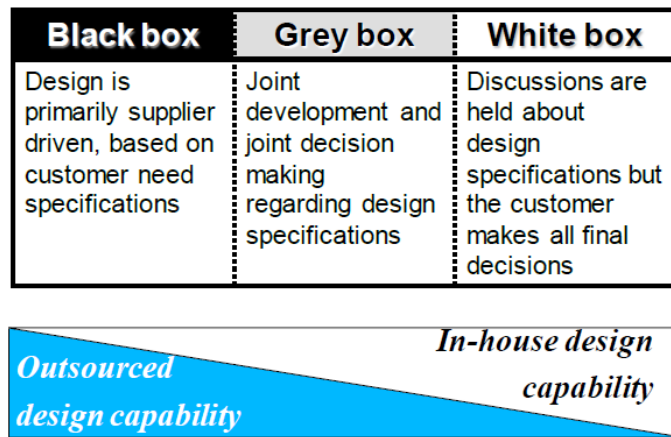 Black box
Grey box
White box
Design is
primarily supplier
driven, based on
customer need
specifications
Joint
development and
joint decision
making
regarding design
specifications
Discussions are
held about
design
specifications but
the customer
makes all final
decisions
In-house design
capability
Outsourced
design capability